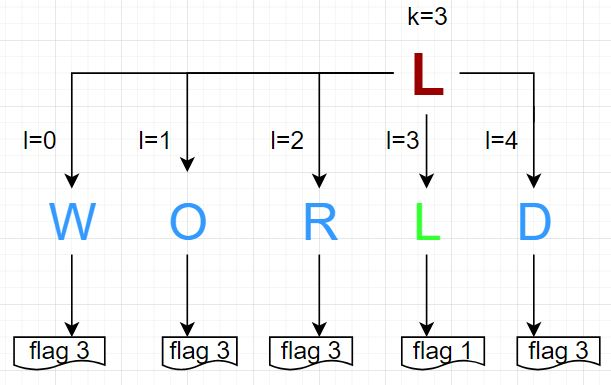 k=3
L
l=0 l=1 l=2 l=3 l=4
W O R L D
flag 3 flag 3 flag 3 flag 1 flag 3